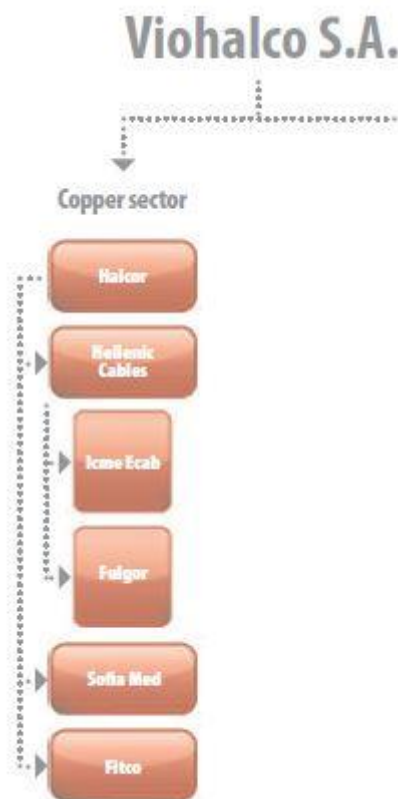 Viohalco S.A.
Copper sector
Halcor
Hellenic
Cables
Icme Ecab
Fulgor
Sofia Med
Fitco